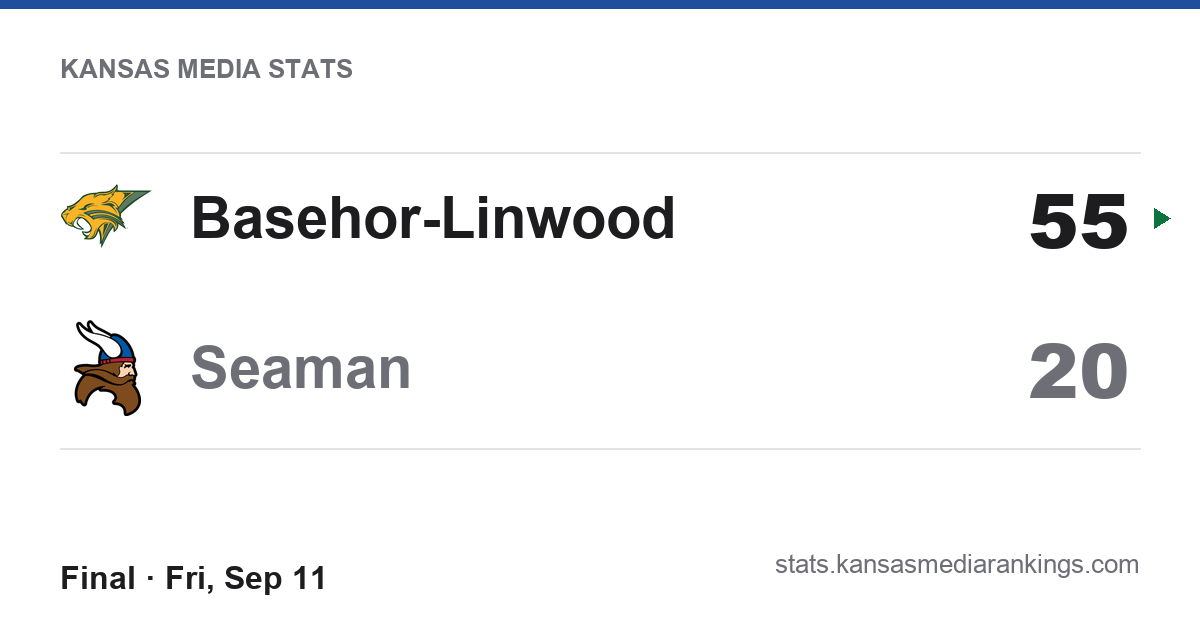 KANSAS MEDIA STATS
Basehor-Linwood 55
Seaman 20
Final · Fri, Sep 11
stats.kansasmediarankings.com